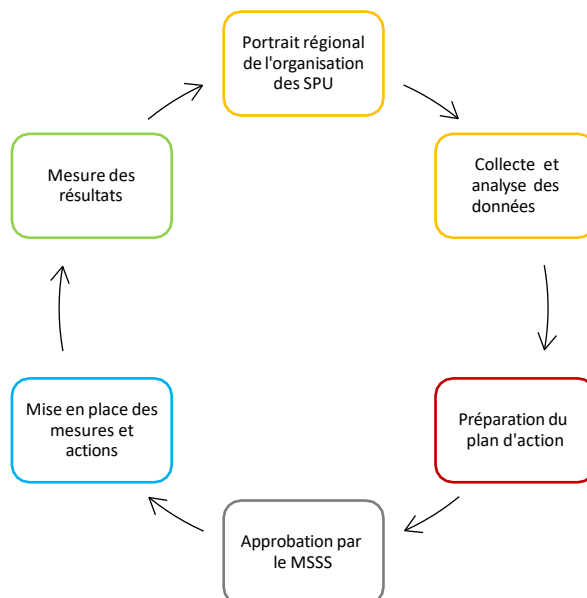 Portrait régional
de l'organisation
des SPU
Collecte et
analyse des
données
Préparation du
plan d'action
Approbation par
le MSSS
Mise en place des
mesures et
actions
Mesure des
résultats